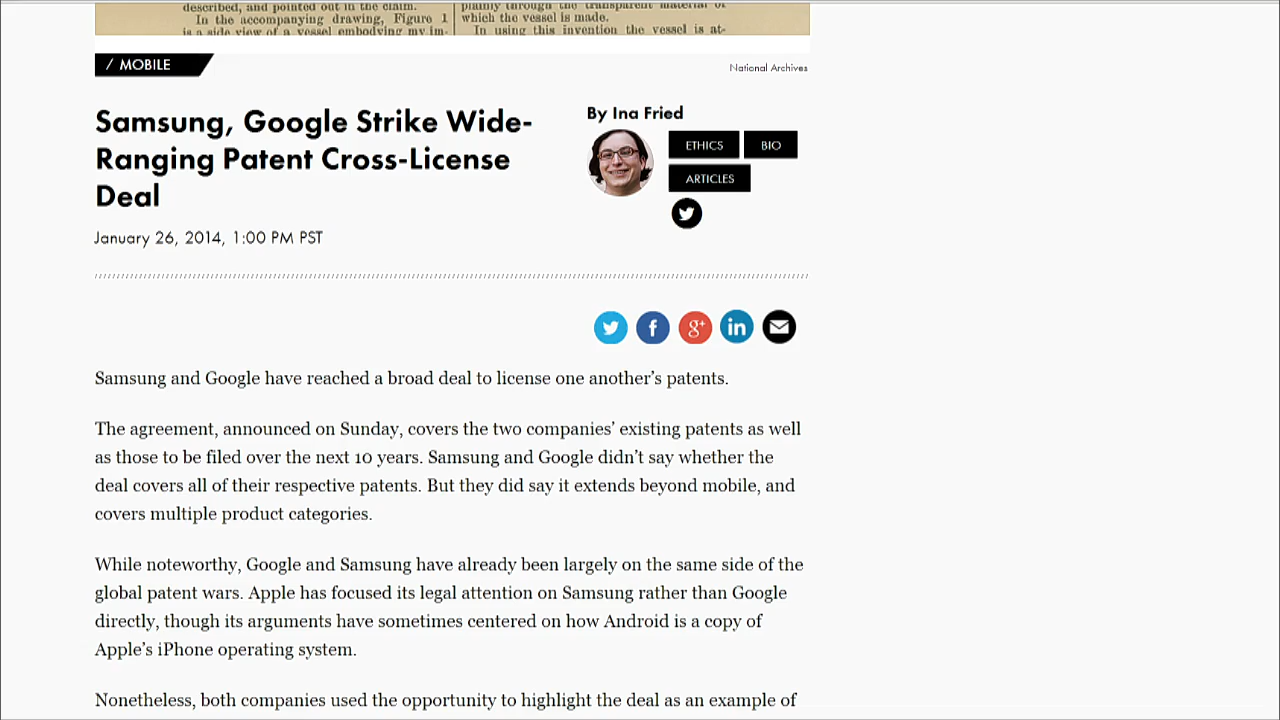 described, and pointed out in the claim.
In the accompanying drawing, Figure 1
is a side view of a vessel embodying my im-
plainly through the transparent material of
which the vessel is made.
In using this invention the vessel is at-
/ MOBILE
National Archives
Samsung, Google Strike Wide-
Ranging Patent Cross-License
Deal
January 26, 2014, 1:00 PM PST
By Ina Fried
ETHICS
BIO
ARTICLES
Samsung and Google have reached a broad deal to license one another’s patents.
The agreement, announced on Sunday, covers the two companies’ existing patents as well
as those to be filed over the next 10 years. Samsung and Google didn’t say whether the
deal covers all of their respective patents. But they did say it extends beyond mobile, and
covers multiple product categories.
While noteworthy, Google and Samsung have already been largely on the same side of the
global patent wars. Apple has focused its legal attention on Samsung rather than Google
directly, though its arguments have sometimes centered on how Android is a copy of
Apple’s iPhone operating system.
Nonetheless, both companies used the opportunity to highlight the deal as an example of